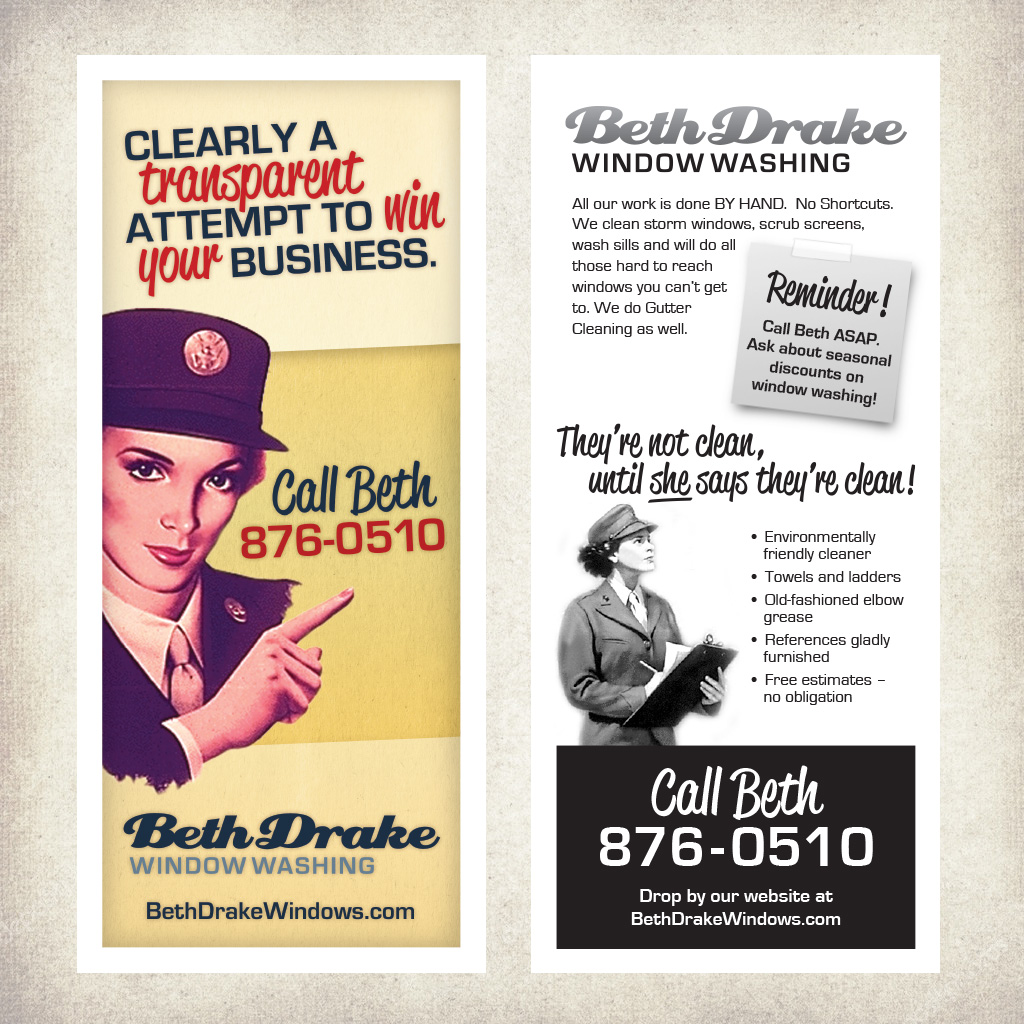 CLEARLY A
transparent
ATTEMPT TO win
your BUSINESS.
Call Beth
876-0510
Beth Drake
WINDOW WASHING
BethDrakeWindows.com
Beth Drake
WINDOW WASHING
All our work is done BY HAND.  No Shortcuts.
We clean storm windows, scrub screens,
wash sills and will do all
those hard to reach
windows you can't get
to. We do Gutter
Cleaning as well.
Reminder!
Call Beth ASAP.
Ask about seasonal
discounts on
window washing!
They're not clean,
until she says they're clean!
• Environmentally
friendly cleaner
• Towels and ladders
• Old-fashioned elbow
grease
• References gladly
furnished
• Free estimates –
no obligation
Call Beth
876-0510
Drop by our website at
BethDrakeWindows.com